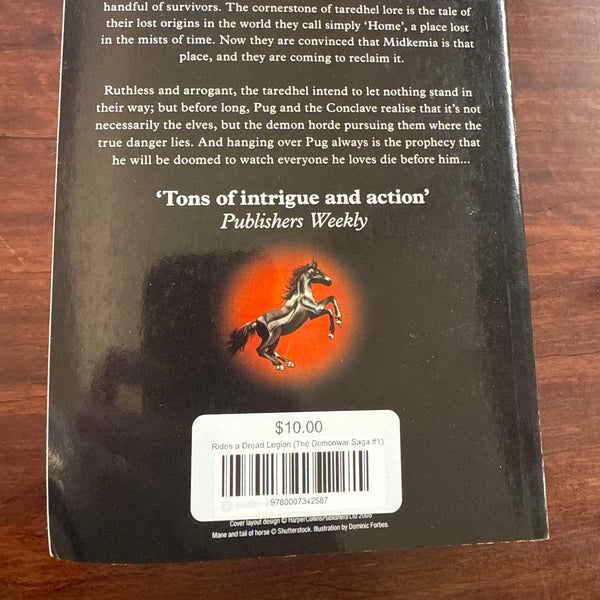 handful of survivors. The cornerstone of taredhel lore is the tale of
their lost origins in the world they call simply ‘Home’, a place lost
in the mists of time. Now they are convinced that Midkemia is that
place, and they are coming to reclaim it.
Ruthless and arrogant, the taredhel intend to let nothing stand in
their way; but before long, Pug and the Conclave realise that it’s not
necessarily the elves, but the demon horde pursuing them where the
true danger lies. And hanging over Pug always is the prophecy that
he will be doomed to watch everyone he loves die before him...
‘Tons of intrigue and action’
Publishers Weekly
$10.00
Rides a Dread Legion (The Demonwar Saga #1)
9780007342587
Cover layout design © HarperCollinsPublishers Ltd 2008
Mane and tail of horse © Shutterstock. Illustration by Dominic Forbes.